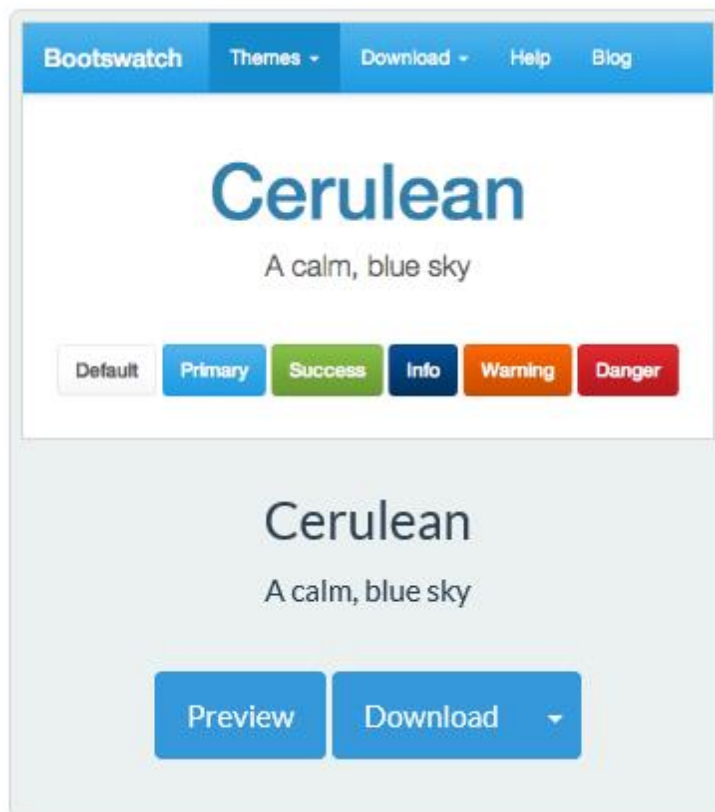 Bootswatch Themes Download Help Blog
Cerulean
A calm, blue sky
Default Primary Success Info Warning Danger
Cerulean
A calm, blue sky
Preview Download